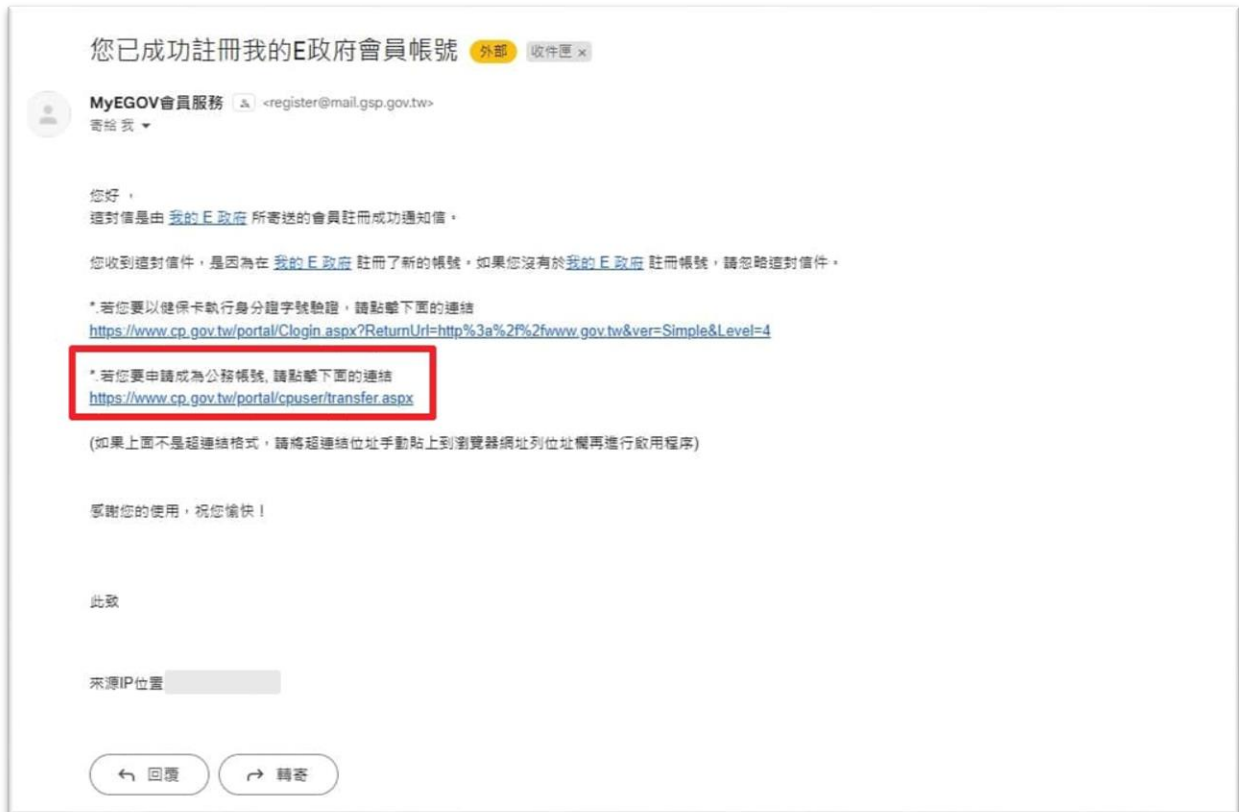 您已成功註冊我的E政府會員帳號 外部 收件匣 ×
MyEGOV會員服務 <register@mail.gsp.gov.tw>
寄給 我
您好 ，
這封信是由 我的 E 政府 所寄送的會員註冊成功通知信。
您收到這封信件，是因為在 我的 E 政府 註冊了新的帳號。如果您沒有於我的 E 政府 註冊帳號，請忽略這封信件。
*.若您要以健保卡執行身分證字號驗證，請點擊下面的連結
https://www.cp.gov.tw/portal/Clogin.aspx?ReturnUrl=http%3a%2f%2fwww.gov.tw&ver=Simple&Level=4
*.若您要申請成為公務帳號, 請點擊下面的連結
https://www.cp.gov.tw/portal/cpuser/transfer.aspx
(如果上面不是超連結格式，請將超連結位址手動貼上到瀏覽器網址列位址欄再進行啟用程序)
感謝您的使用，祝您愉快！
此致
來源IP位置
回覆 轉寄